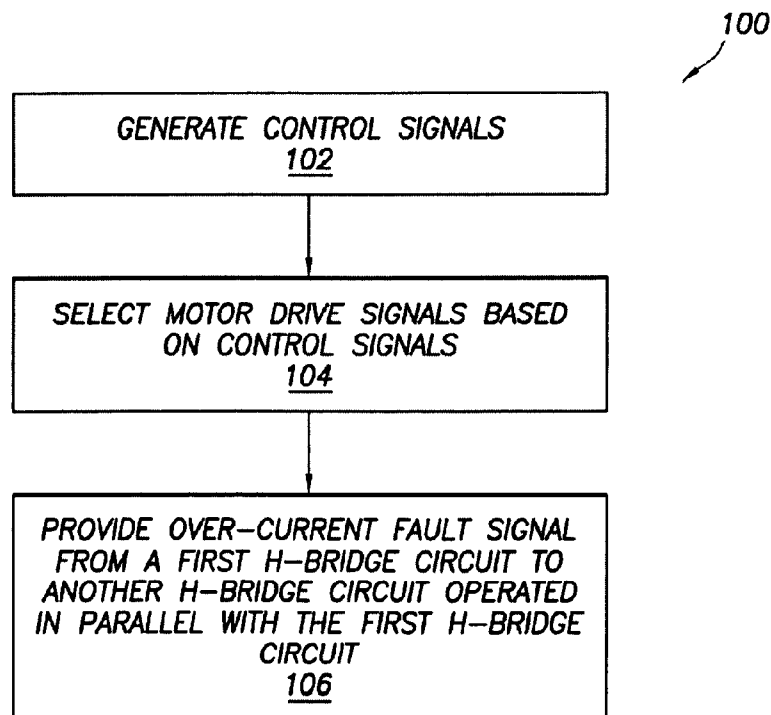 100
GENERATE CONTROL SIGNALS
102
SELECT MOTOR DRIVE SIGNALS BASED
ON CONTROL SIGNALS
104
PROVIDE OVER-CURRENT FAULT SIGNAL
FROM A FIRST H-BRIDGE CIRCUIT TO
ANOTHER H-BRIDGE CIRCUIT OPERATED
IN PARALLEL WITH THE FIRST H-BRIDGE
CIRCUIT
106